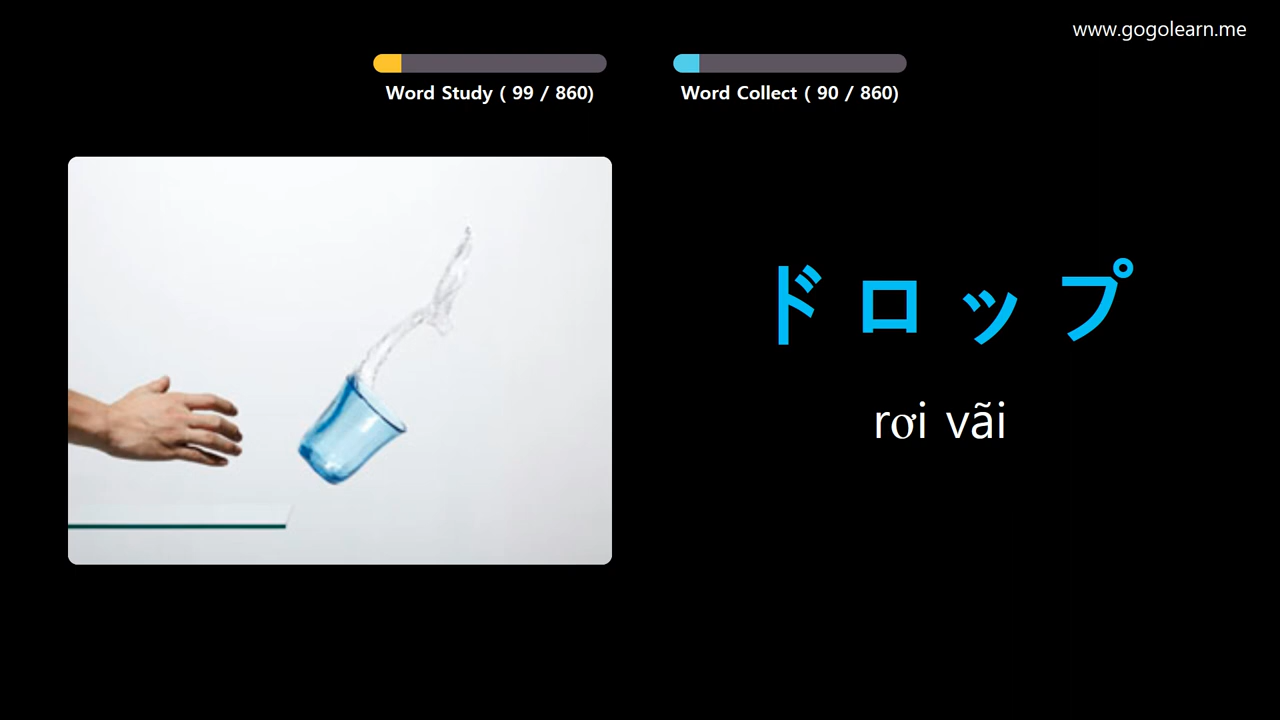 www.gogolearn.me
Word Study ( 99 / 860)
Word Collect ( 90 / 860)
ドロップ
rơi vãi